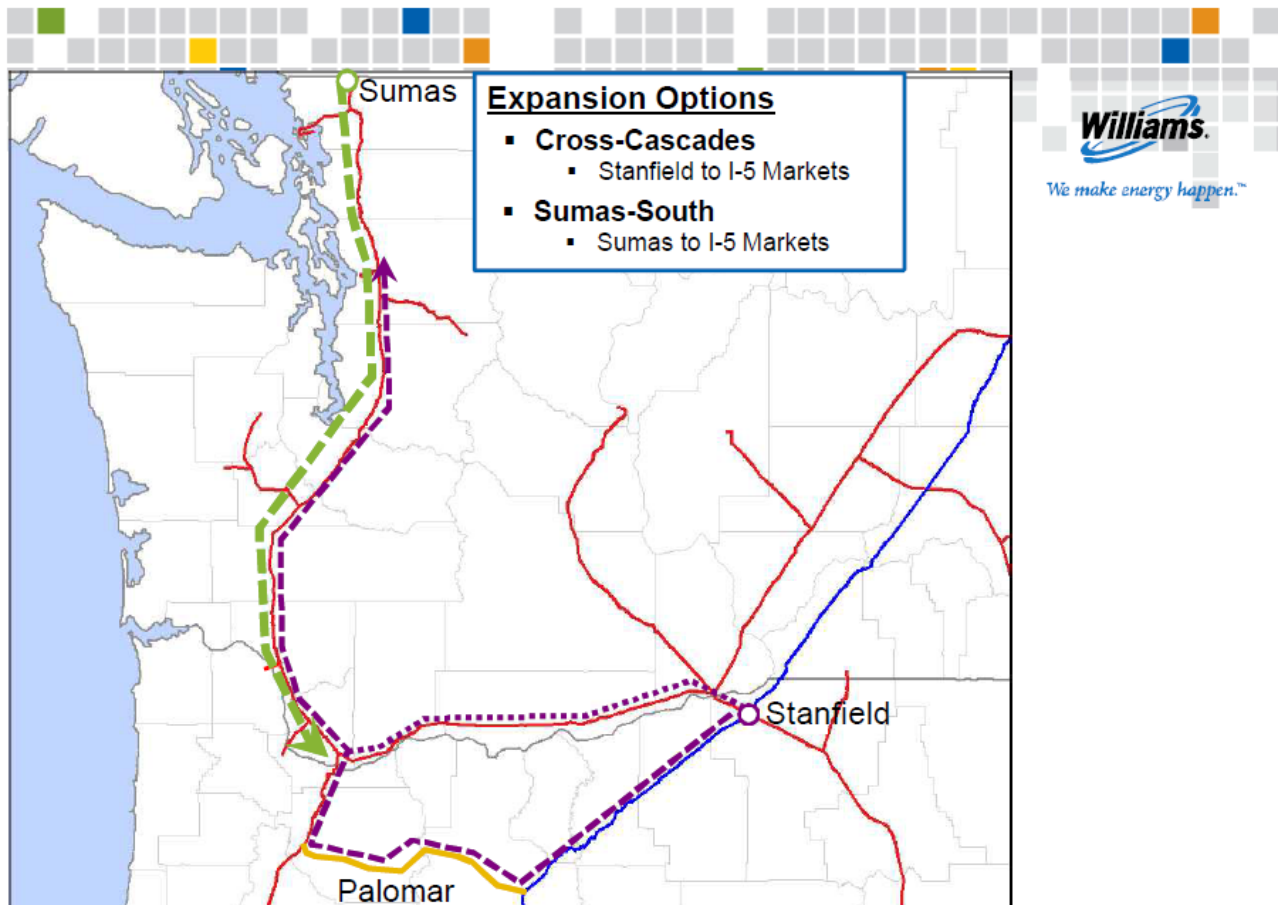 Sumas
Expansion Options
▪ Cross-Cascades
▪ Stanfield to I-5 Markets
▪ Sumas-South
▪ Sumas to I-5 Markets
Williams.
We make energy happen.™
Stanfield
Palomar